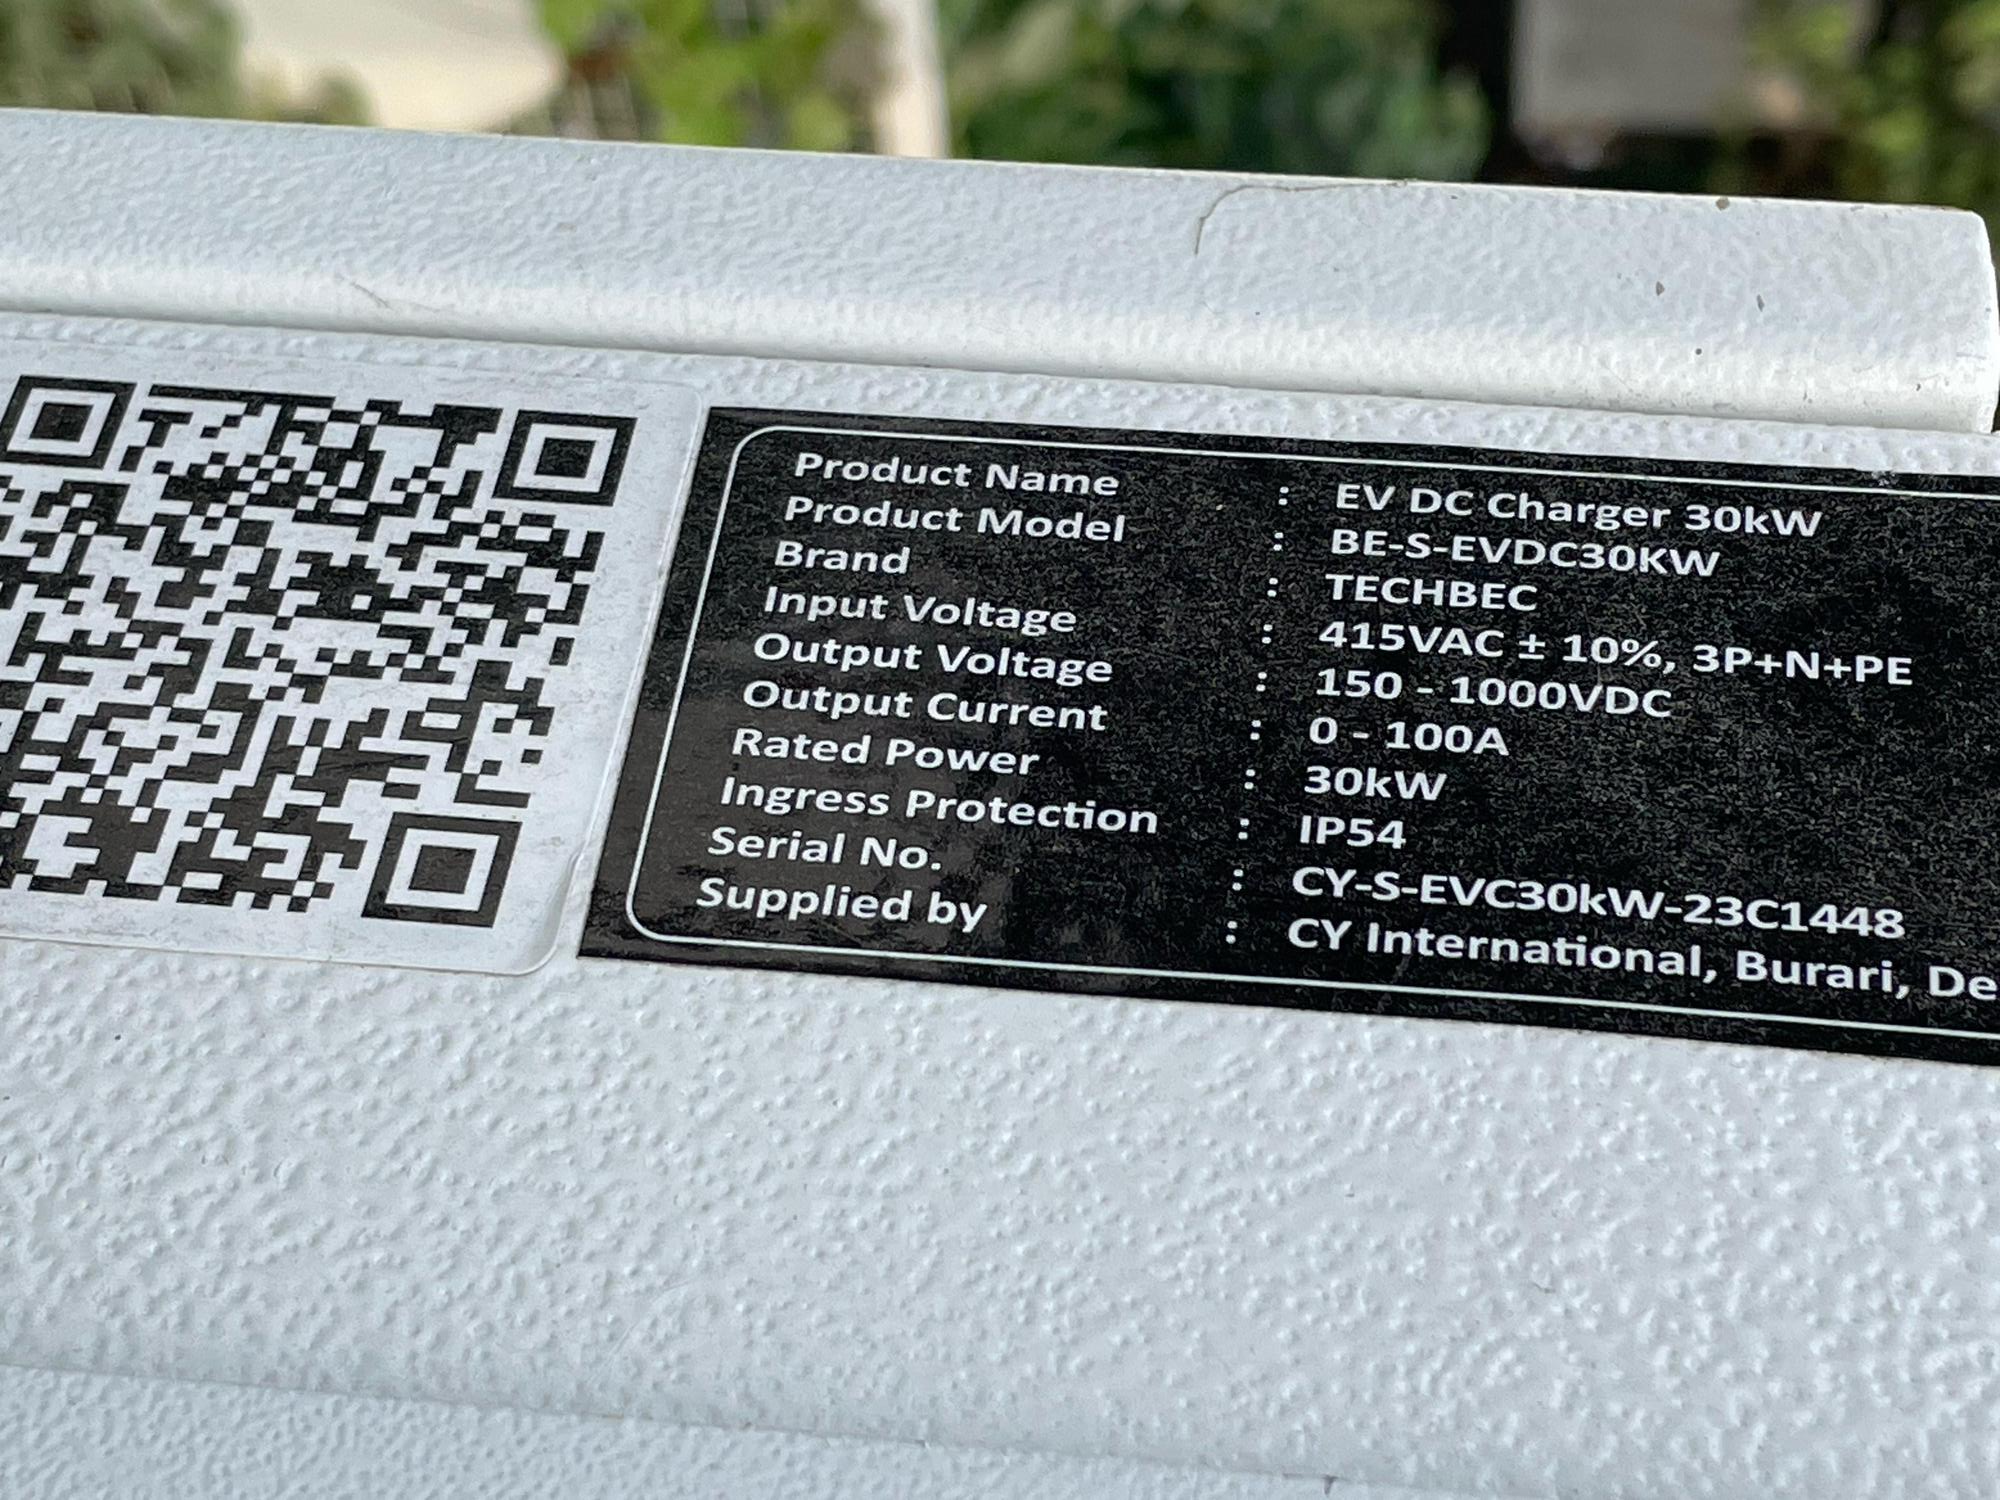 Product Name : EV DC Charger 30kW
Product Model : BE-S-EVDC30KW
Brand : TECHBEC
Input Voltage : 415VAC ± 10%, 3P+N+PE
Output Voltage : 150 - 1000VDC
Output Current : 0 - 100A
Rated Power : 30kW
Ingress Protection : IP54
Serial No. : CY-S-EVC30kW-23C1448
Supplied by : CY International, Burari, De